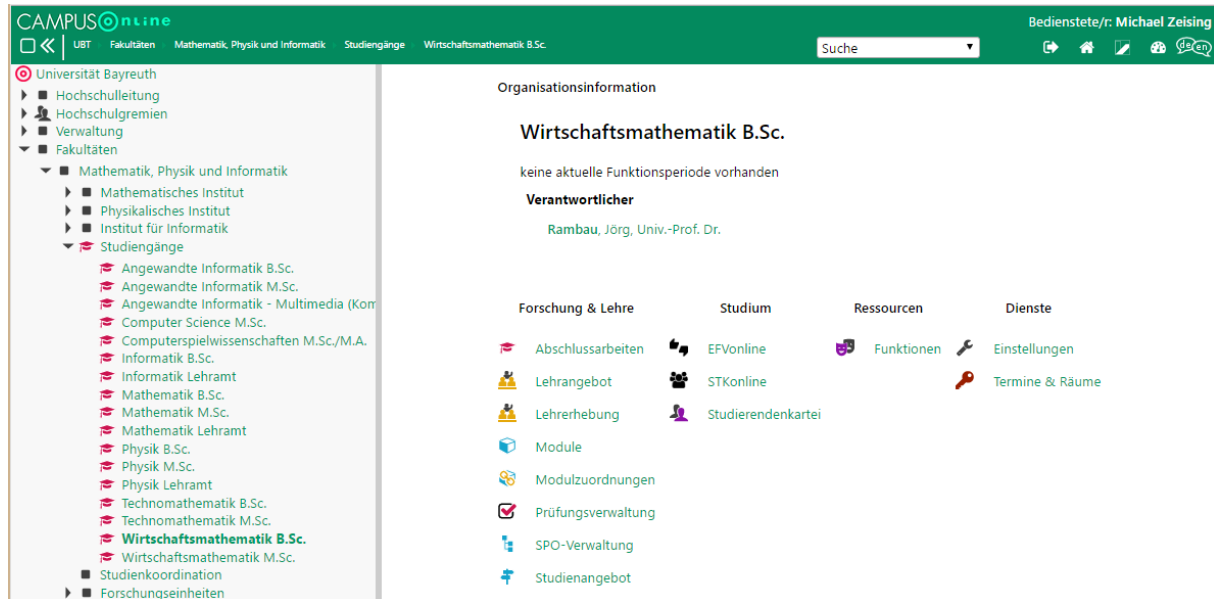 CAMPUSOnline
Bedienstete/r: Michael Zeising
UBT Fakultäten Mathematik, Physik und Informatik Studiengänge Wirtschaftsmathematik B.Sc.
Suche
de en
Universität Bayreuth
Hochschulleitung
Hochschulgremien
Verwaltung
Fakultäten
Mathematik, Physik und Informatik
Mathematisches Institut
Physikalisches Institut
Institut für Informatik
Studiengänge
Angewandte Informatik B.Sc.
Angewandte Informatik M.Sc.
Angewandte Informatik - Multimedia (Kom
Computer Science M.Sc.
Computerspielwissenschaften M.Sc./M.A.
Informatik B.Sc.
Informatik Lehramt
Mathematik B.Sc.
Mathematik M.Sc.
Mathematik Lehramt
Physik B.Sc.
Physik M.Sc.
Physik Lehramt
Technomathematik B.Sc.
Technomathematik M.Sc.
Wirtschaftsmathematik B.Sc.
Wirtschaftsmathematik M.Sc.
Studienkoordination
Forschungseinheiten
Organisationsinformation
Wirtschaftsmathematik B.Sc.
keine aktuelle Funktionsperiode vorhanden
Verantwortlicher
Rambau, Jörg, Univ.-Prof. Dr.
Forschung & Lehre
Abschlussarbeiten
Lehrangebot
Lehrerhebung
Module
Modulzuordnungen
Prüfungsverwaltung
SPO-Verwaltung
Studienangebot
Studium
EFVonline
STKonline
Studierendenkartei
Ressourcen
Funktionen
Dienste
Einstellungen
Termine & Räume